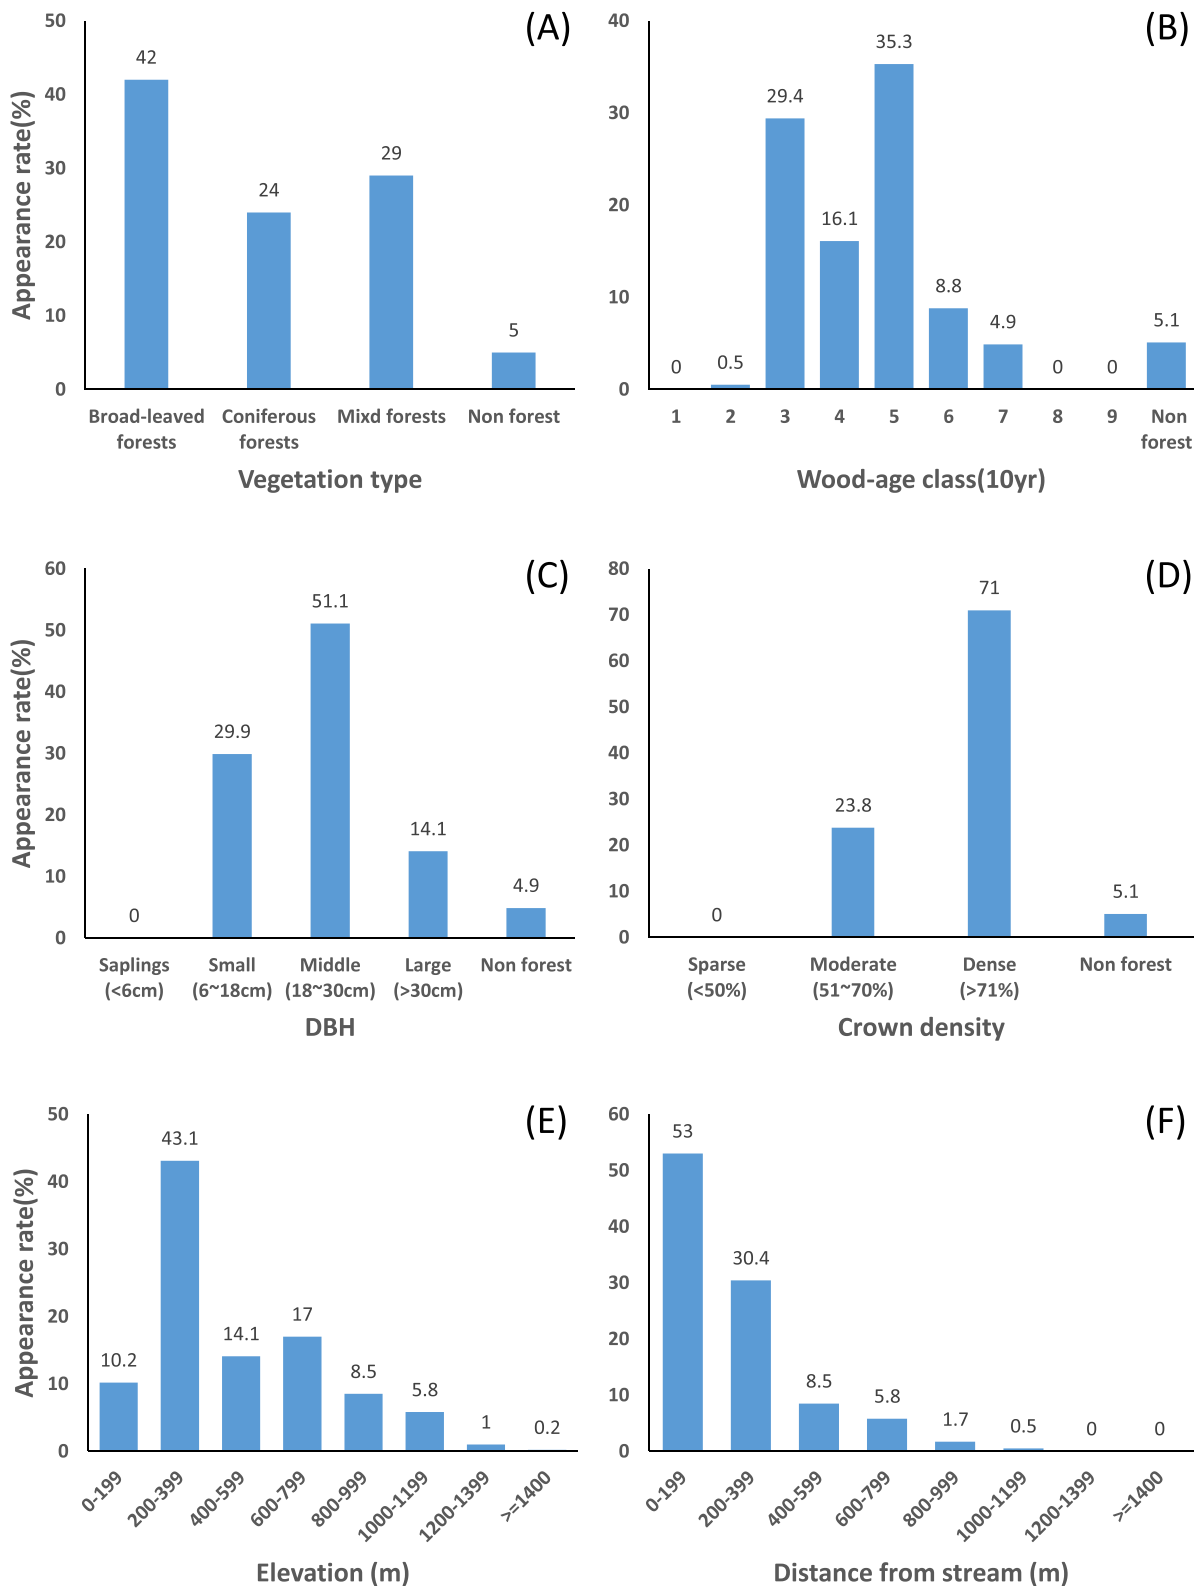 (A)
Appearance rate(%)
50
40
30
20
10
0
42
24
29
5
Broad-leaved
forests
Coniferous
forests
Mixd forests
Non forest
Vegetation type
(B)
40
30
20
10
0
0
0.5
29.4
16.1
35.3
8.8
4.9
0
0
5.1
1 2 3 4 5 6 7 8 9 Non
forest
Wood-age class(10yr)
(C)
Appearance rate(%)
60
50
40
30
20
10
0
0
29.9
51.1
14.1
4.9
Saplings
(<6cm)
Small
(6~18cm)
Middle
(18~30cm)
Large
(>30cm)
Non forest
DBH
(D)
80
70
60
50
40
30
20
10
0
0
23.8
71
5.1
Sparse
(<50%)
Moderate
(51~70%)
Dense
(>71%)
Non forest
Crown density
(E)
Appearance rate(%)
50
40
30
20
10
0
10.2
43.1
14.1
17
8.5
5.8
1
0.2
0-199
200-399
400-599
600-799
800-999
1000-1199
1200-1399
>=1400
Elevation (m)
(F)
60
50
40
30
20
10
0
53
30.4
8.5
5.8
1.7
0.5
0
0
0-199
200-399
400-599
600-799
800-999
1000-1199
1200-1399
>=1400
Distance from stream (m)